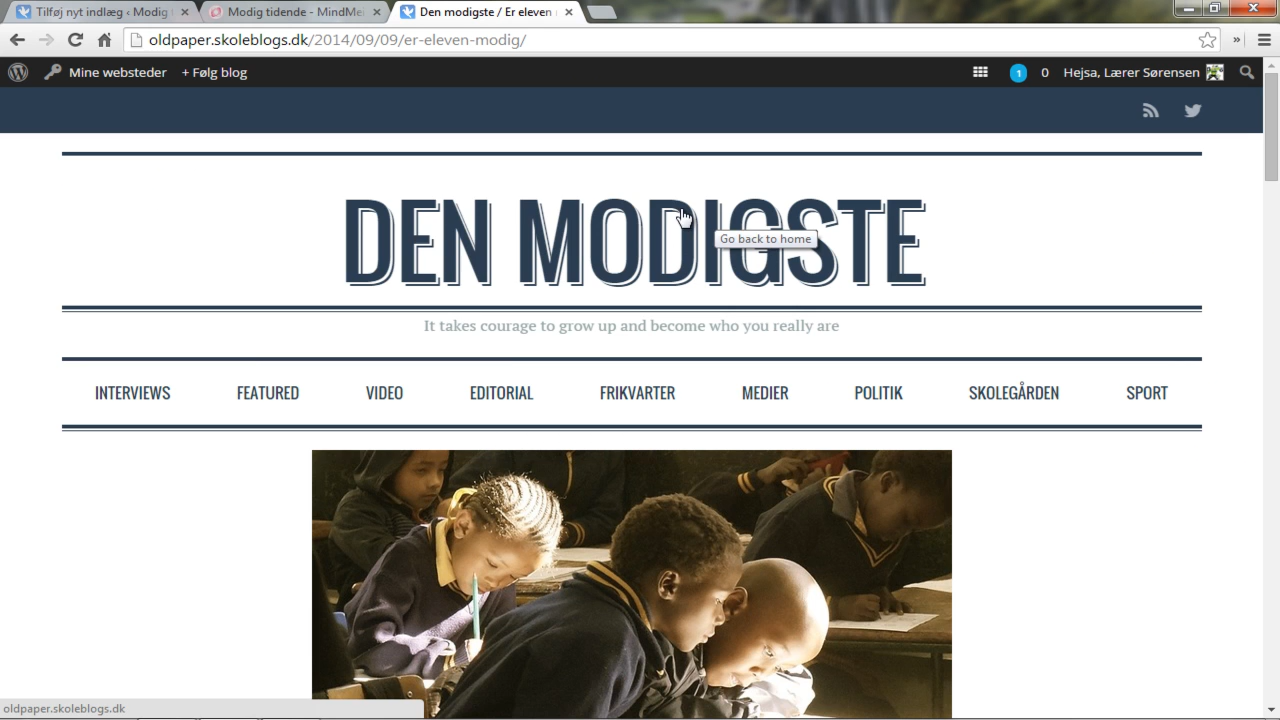 Tilføj nyt indlæg ‹ Modig
Modig tidende - MindMei
Den modigste / Er eleven
oldpaper.skoleblogs.dk/2014/09/09/er-eleven-modig/
Mine websteder + Følg blog 1 0 Hejsa, Lærer Sørensen
DEN MODIGSTE
Go back to home
It takes courage to grow up and become who you really are
INTERVIEWS FEATURED VIDEO EDITORIAL FRIKVARTER MEDIER POLITIK SKOLEGÅRDEN SPORT
oldpaper.skoleblogs.dk